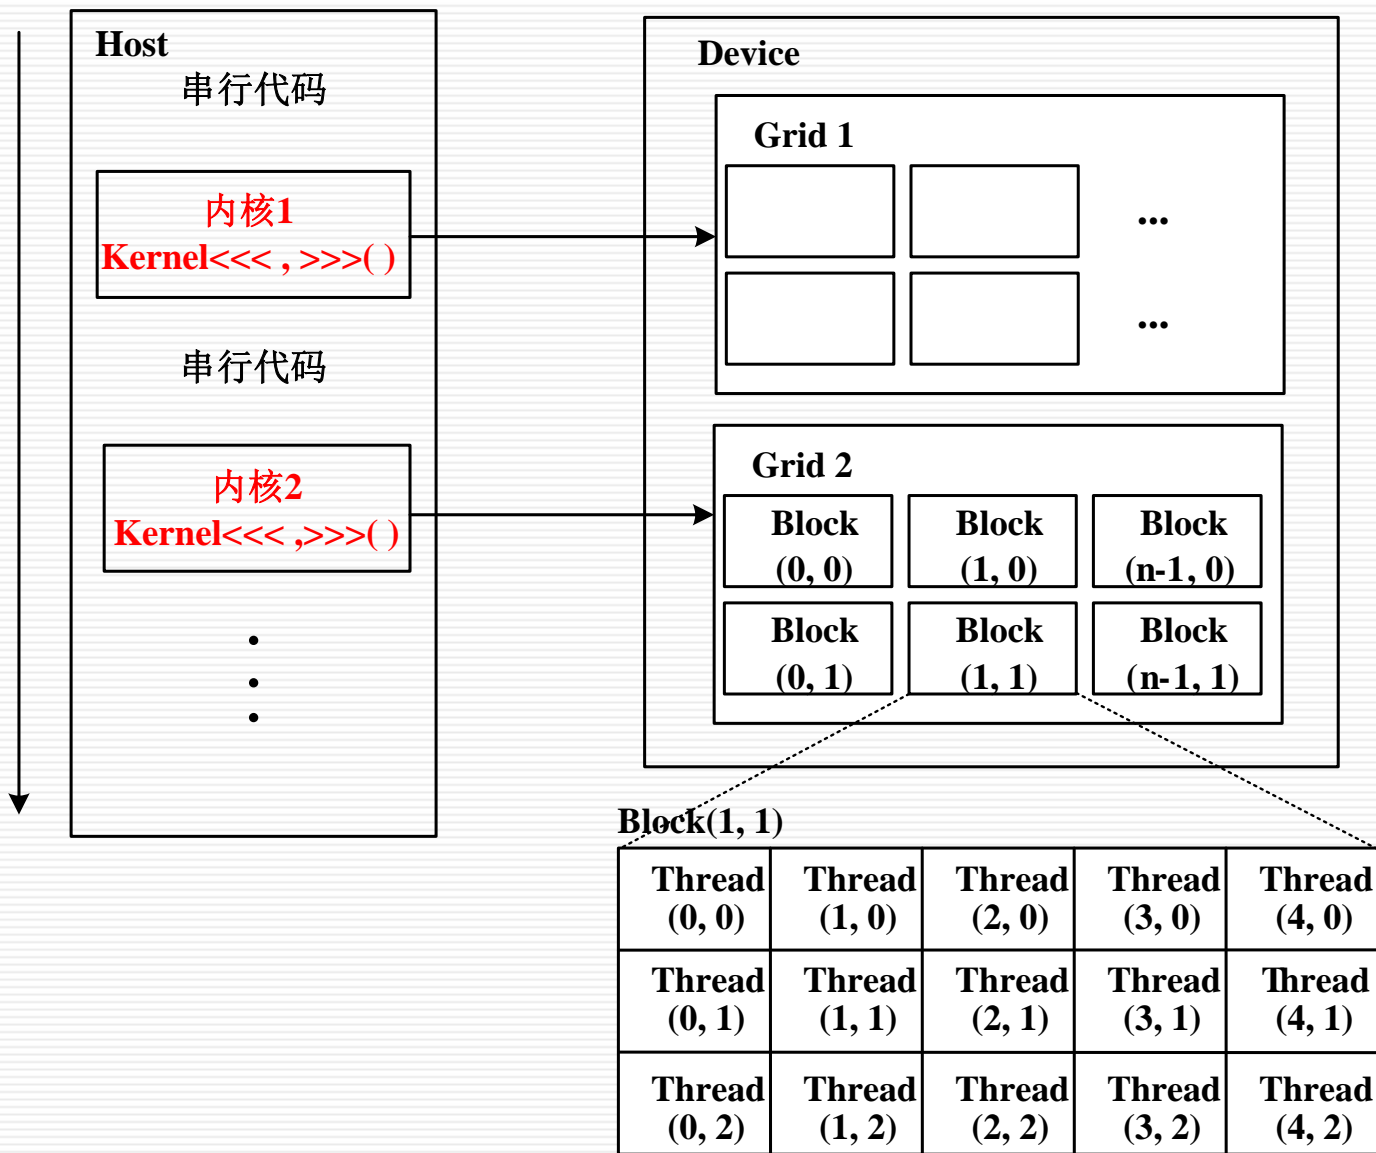 Host
串行代码
内核1
Kernel<<< , >>>( )
串行代码
内核2
Kernel<<< ,>>>( )
Device
Grid 1
...
...
Grid 2
Block
(0, 0)
Block
(1, 0)
Block
(n-1, 0)
Block
(0, 1)
Block
(1, 1)
Block
(n-1, 1)
Block(1, 1)
Thread
(0, 0)
Thread
(1, 0)
Thread
(2, 0)
Thread
(3, 0)
Thread
(4, 0)
Thread
(0, 1)
Thread
(1, 1)
Thread
(2, 1)
Thread
(3, 1)
Thread
(4, 1)
Thread
(0, 2)
Thread
(1, 2)
Thread
(2, 2)
Thread
(3, 2)
Thread
(4, 2)